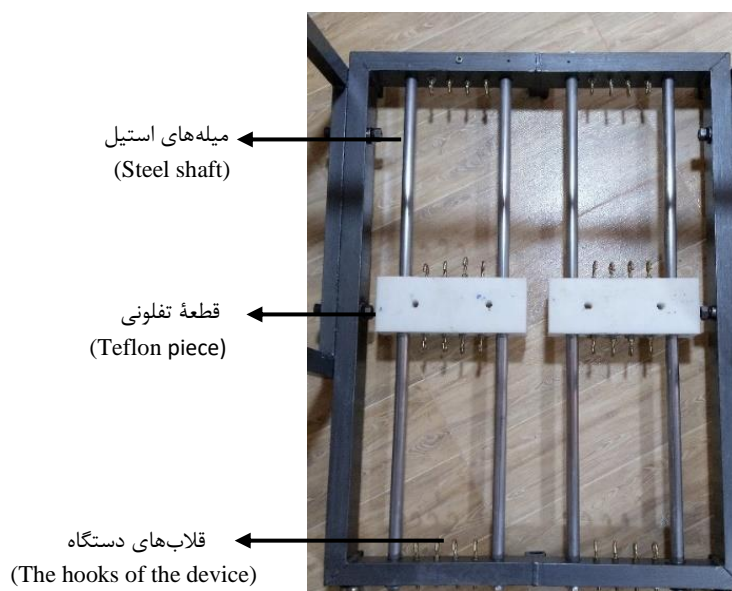 میله‌های استیل
(Steel shaft)
قطعهٔ تفلونی
(Teflon piece)
قلاب‌های دستگاه
(The hooks of the device)